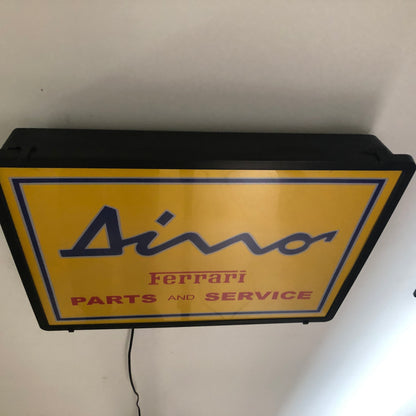 Dino
Ferrari
PARTS AND SERVICE